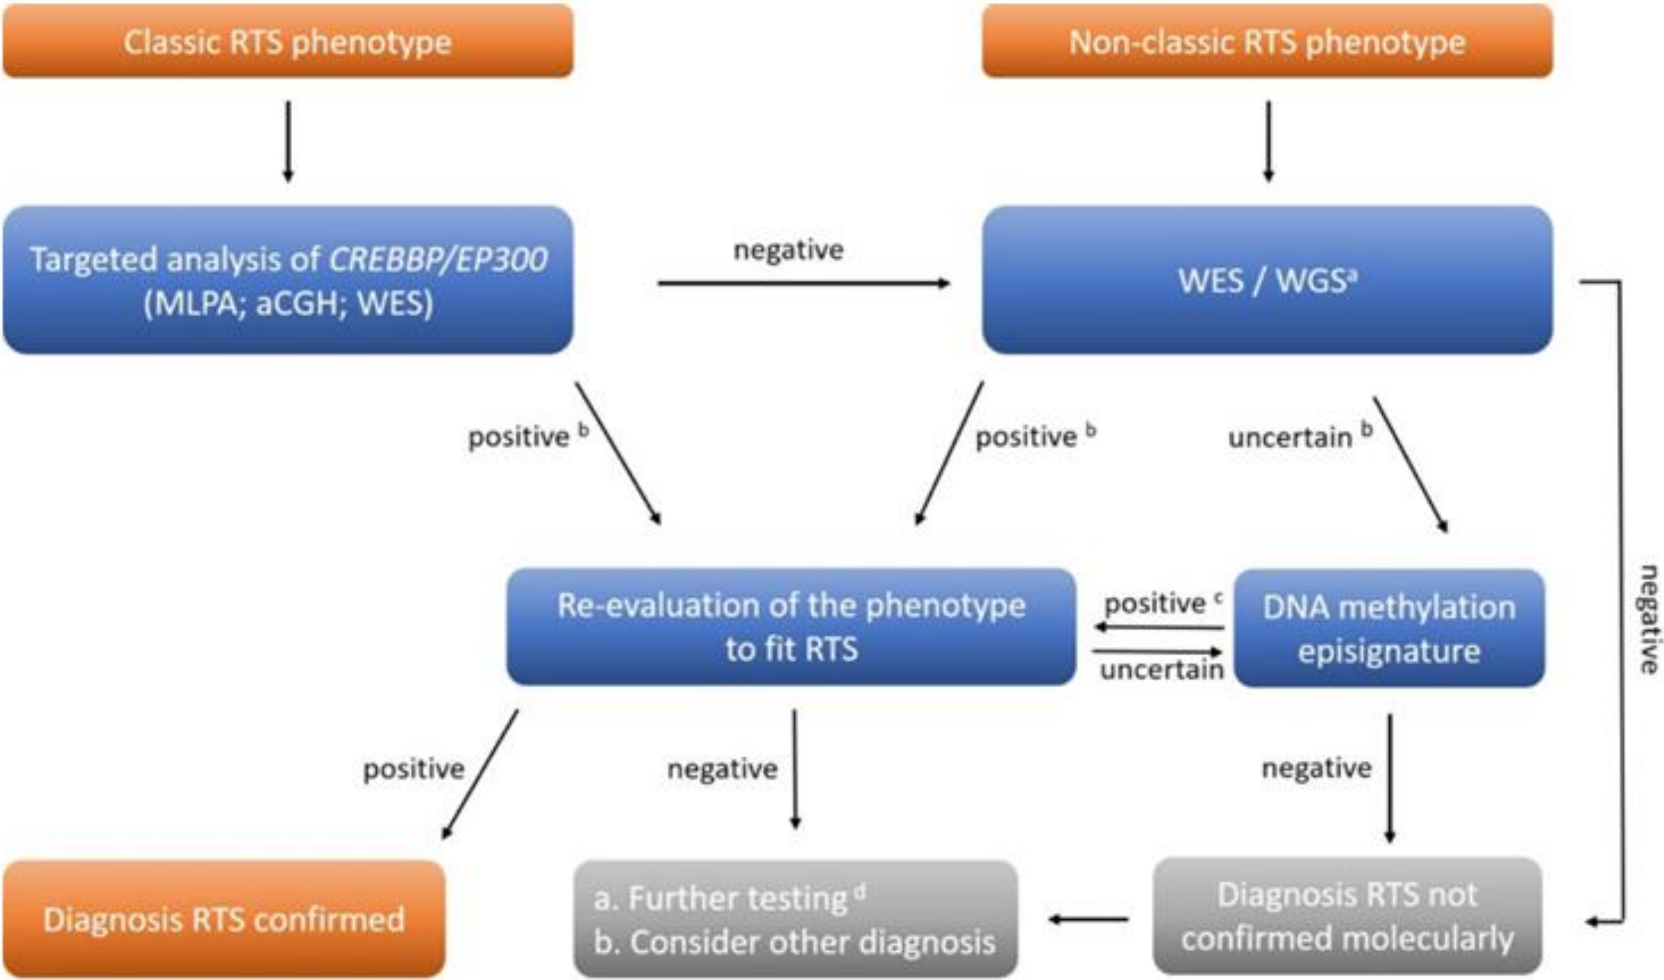 Classic RTS phenotype
Non-classic RTS phenotype
Targeted analysis of CREBBP/EP300
(MLPA; aCGH; WES)
negative
WES / WGSᵃ
positive ᵇ
positive ᵇ
uncertain ᵇ
Re-evaluation of the phenotype
to fit RTS
positive ᶜ
uncertain
DNA methylation
episignature
negative
positive
negative
negative
Diagnosis RTS confirmed
a. Further testing ᵈ
b. Consider other diagnosis
Diagnosis RTS not
confirmed molecularly